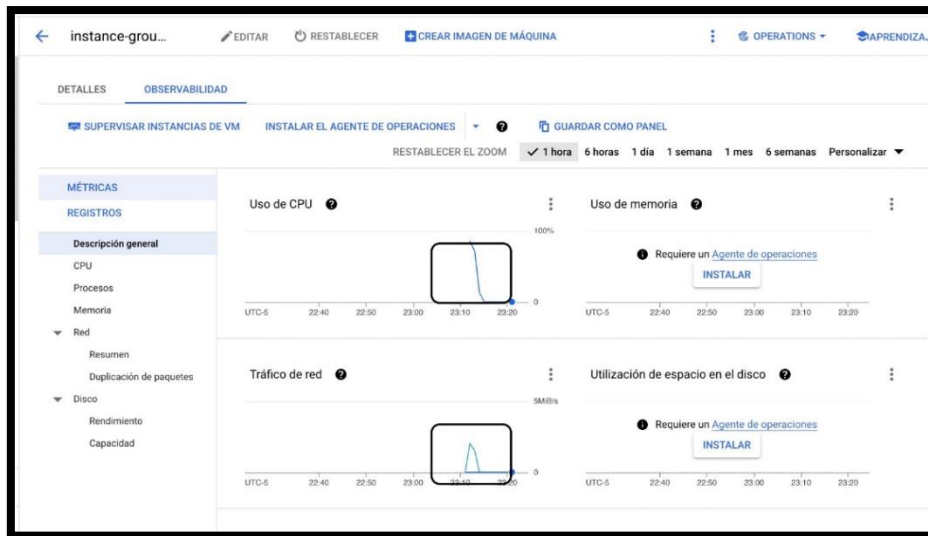 instance-grou...
EDITAR
RESTABLECER
CREAR IMAGEN DE MÁQUINA
OPERATIONS
APRENDIZA.
DETALLES
OBSERVABILIDAD
SUPERVISAR INSTANCIAS DE VM
INSTALAR EL AGENTE DE OPERACIONES
GUARDAR COMO PANEL
RESTABLECER EL ZOOM
1 hora
6 horas
1 día
1 semana
1 mes
6 semanas
Personalizar
MÉTRICAS
REGISTROS
Descripción general
CPU
Procesos
Memoria
Red
Resumen
Duplicación de paquetes
Disco
Rendimiento
Capacidad
Uso de CPU
100%
0
UTC-5 22:40 22:50 23:00 23:10 23:20
Uso de memoria
Requiere un Agente de operaciones
INSTALAR
UTC-5 22:40 22:50 23:00 23:10 23:20
Tráfico de red
5MiB/s
0
UTC-5 22:40 22:50 23:00 23:10 23:20
Utilización de espacio en el disco
Requiere un Agente de operaciones
INSTALAR
UTC-5 22:40 22:50 23:00 23:10 23:20